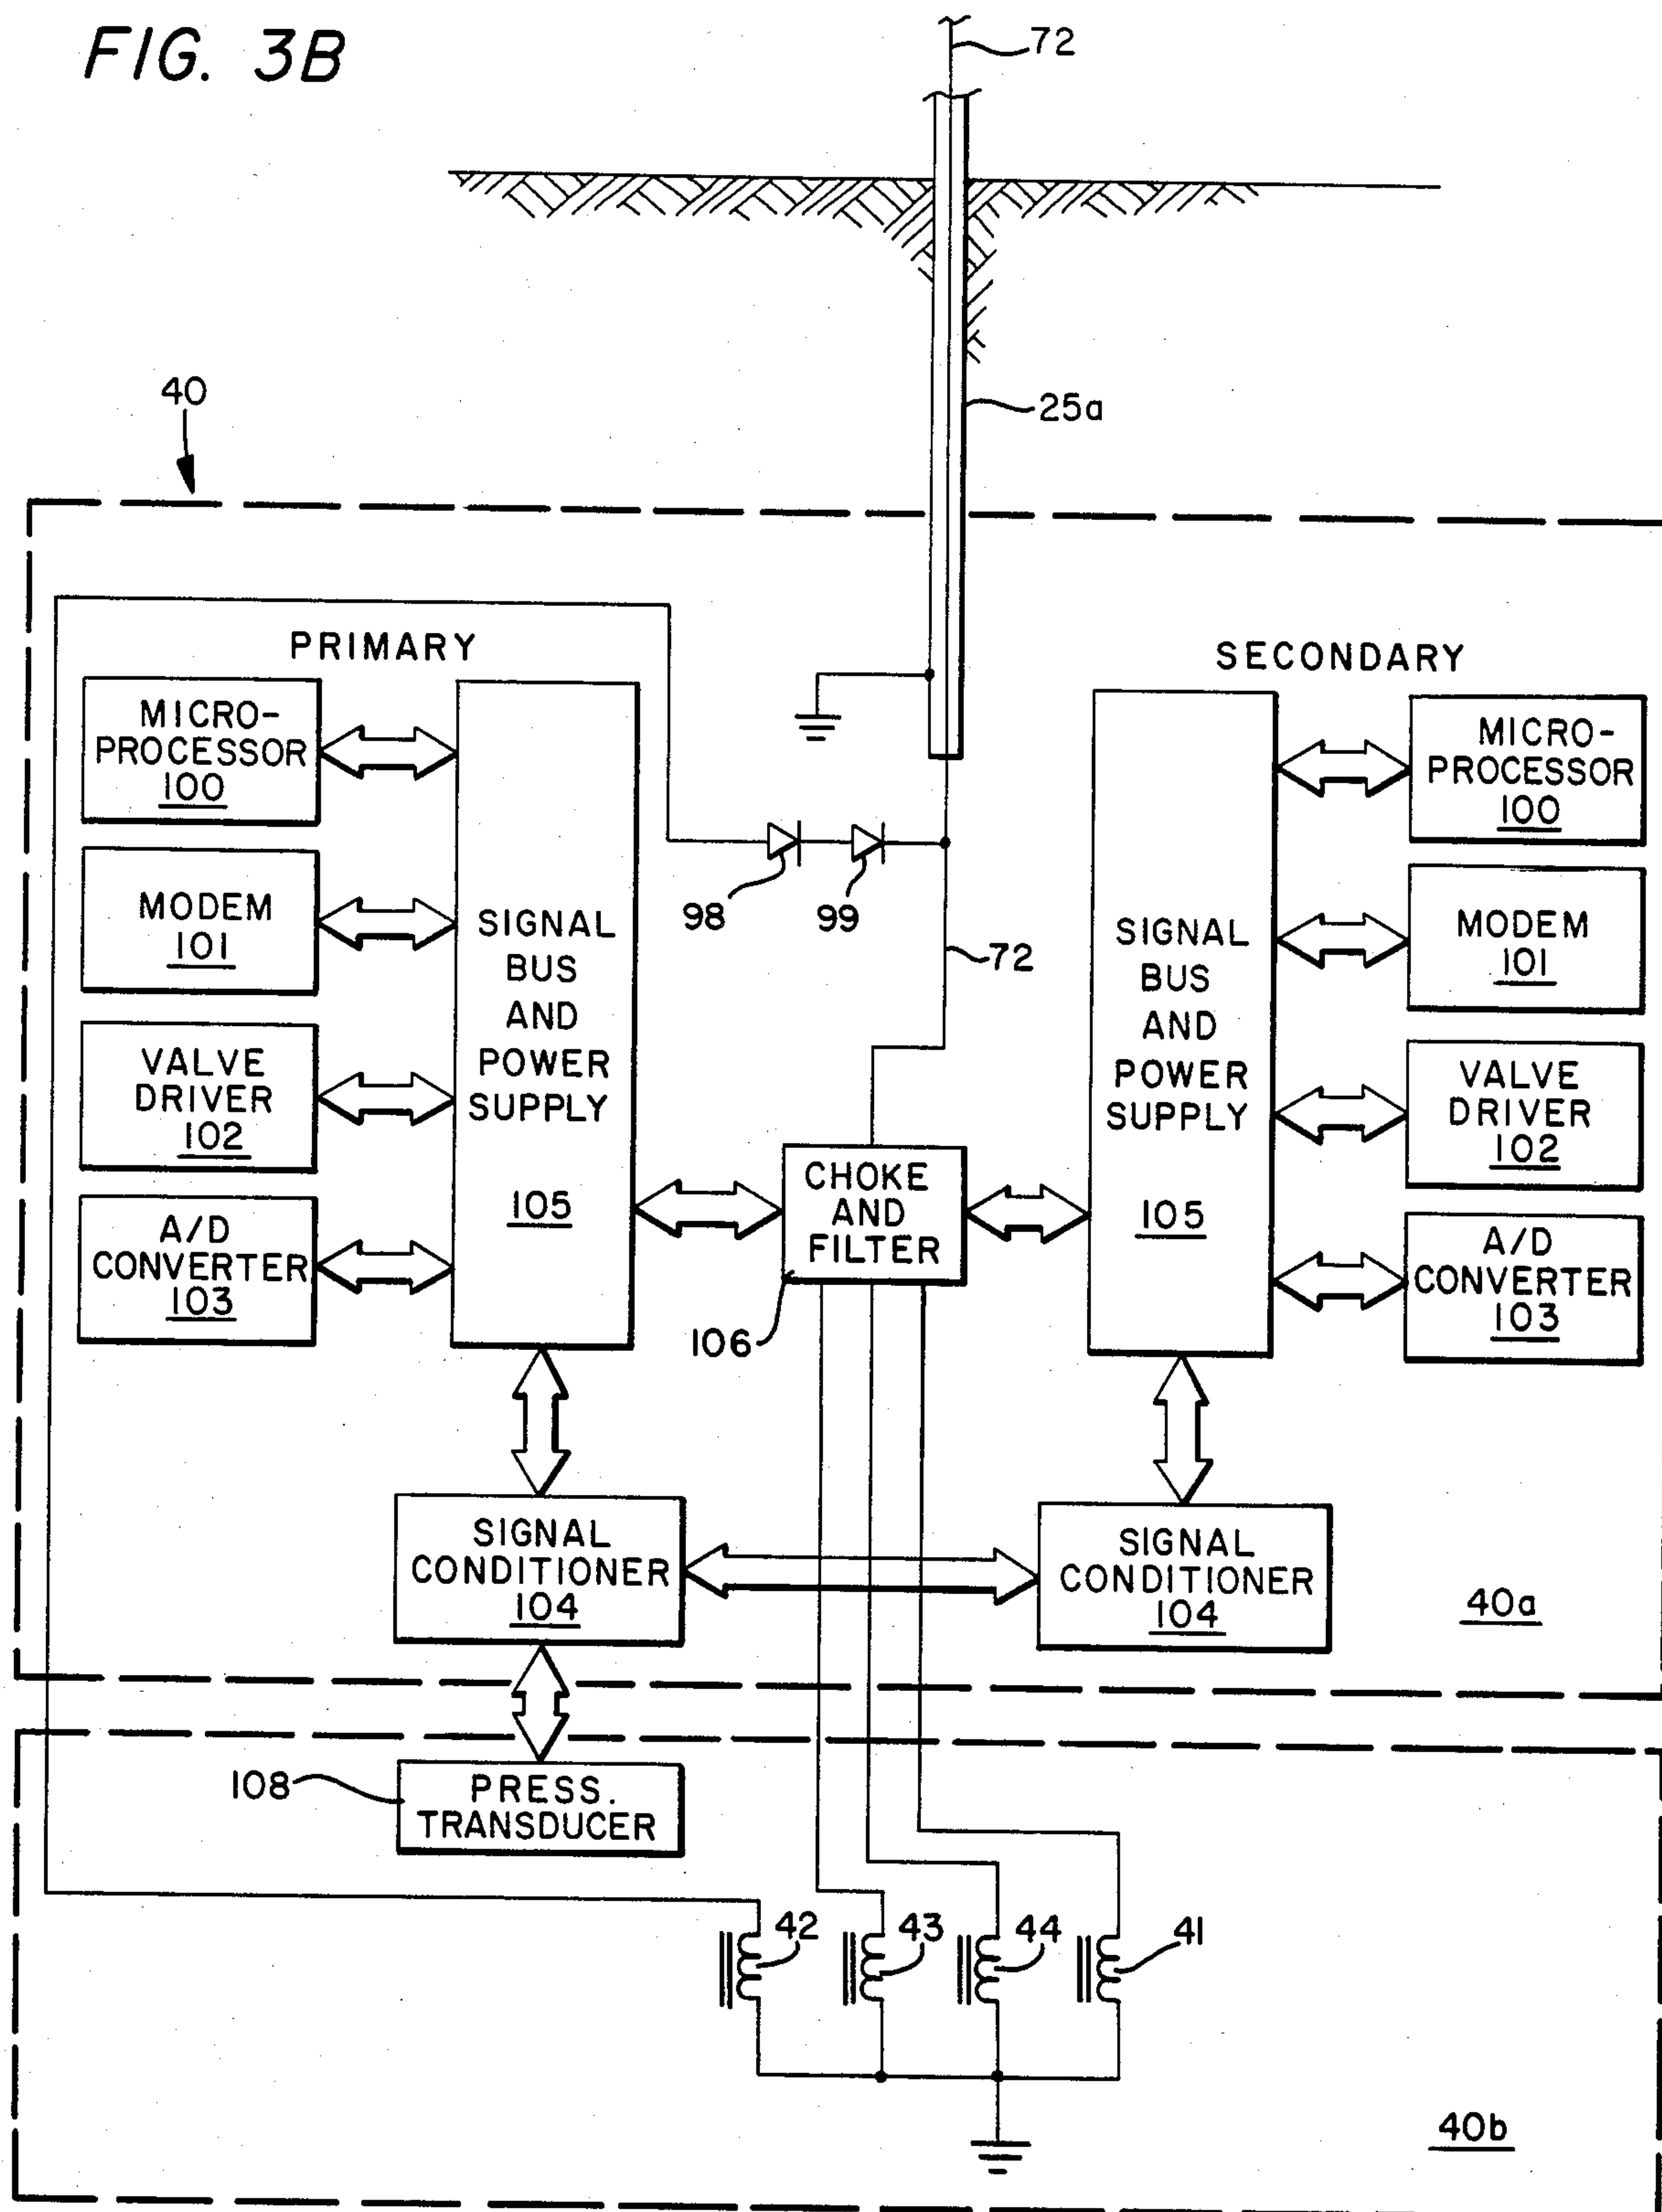 FIG. 3B
72
40
25a
PRIMARY
SECONDARY
MICRO-
PROCESSOR
100
MODEM
101
VALVE
DRIVER
102
A/D
CONVERTER
103
SIGNAL
BUS
AND
POWER
SUPPLY
105
98
99
72
CHOKE
AND
FILTER
106
SIGNAL
BUS
AND
POWER
SUPPLY
105
MICRO-
PROCESSOR
100
MODEM
101
VALVE
DRIVER
102
A/D
CONVERTER
103
SIGNAL
CONDITIONER
104
SIGNAL
CONDITIONER
104
40a
108
PRESS.
TRANSDUCER
42
43
44
41
40b